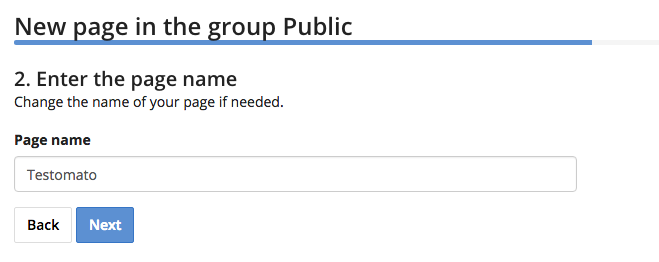 New page in the group Public
2. Enter the page name
Change the name of your page if needed.
Page name
Testomato
Back Next